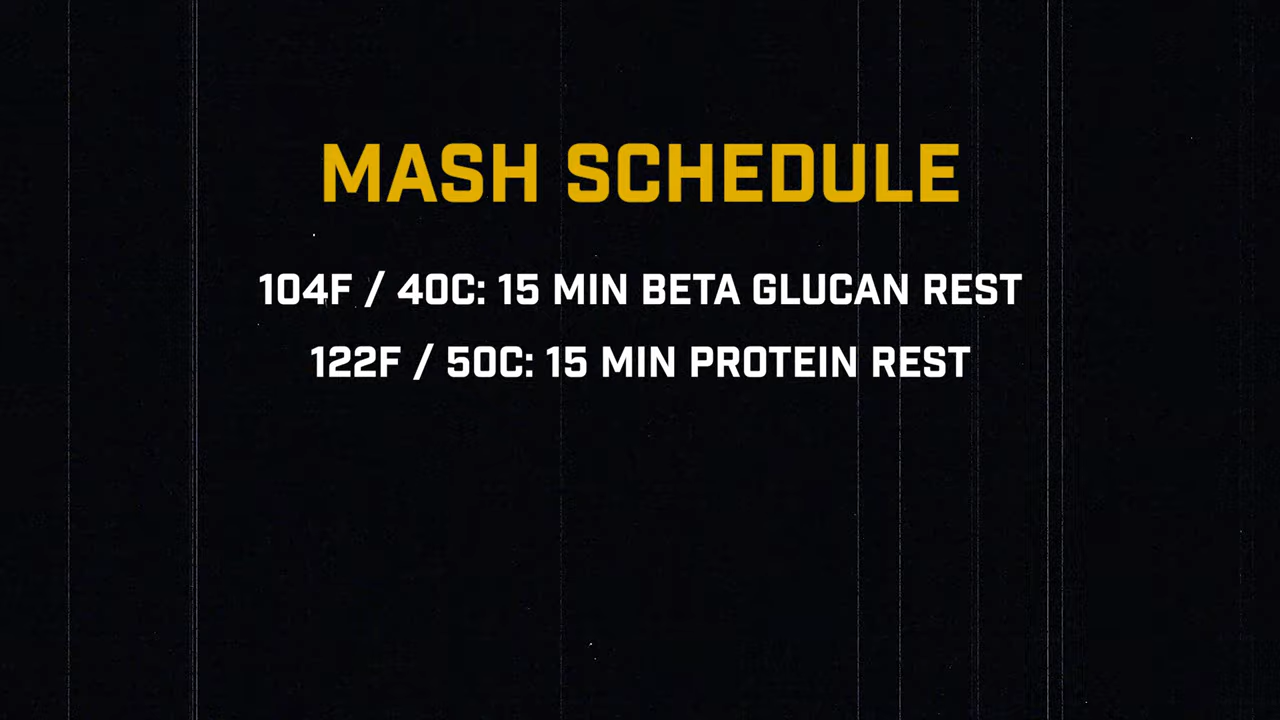 MASH SCHEDULE
104F / 40C: 15 MIN BETA GLUCAN REST
122F / 50C: 15 MIN PROTEIN REST